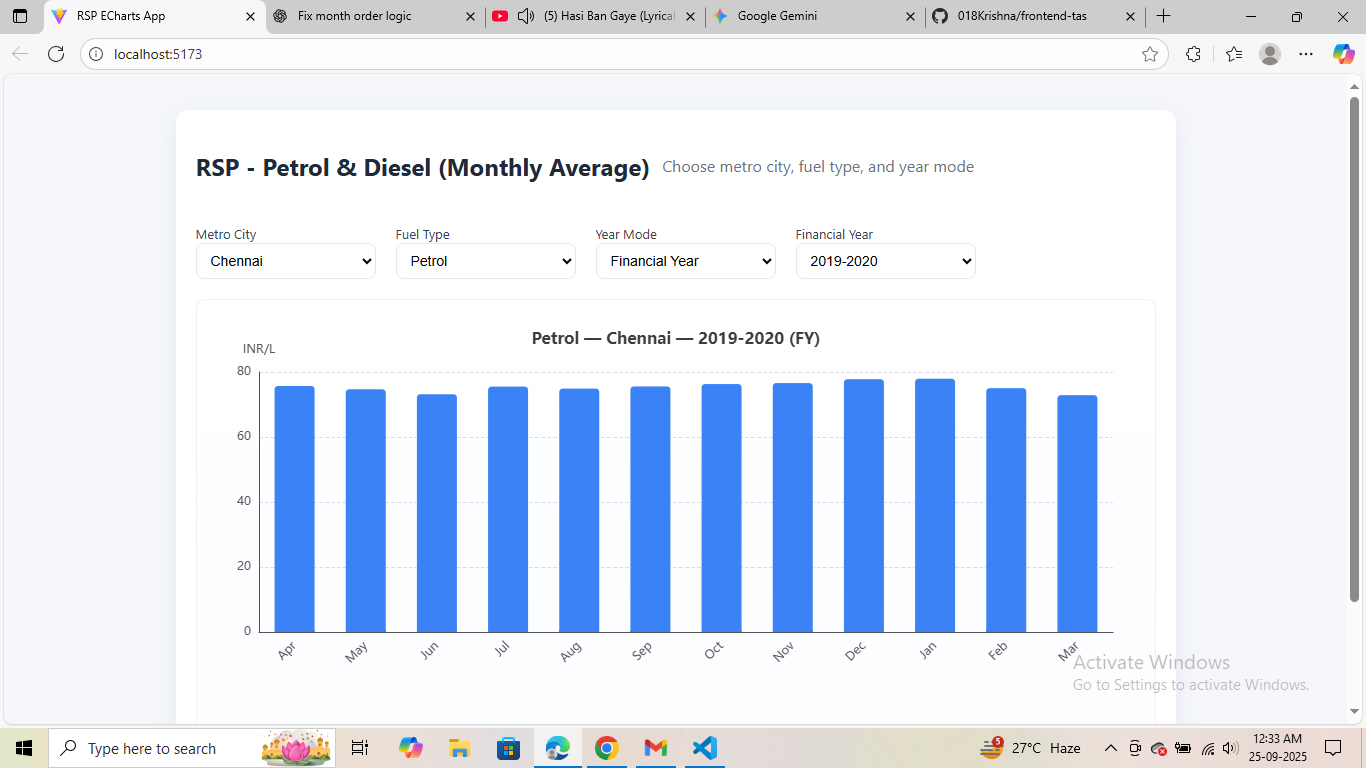 RSP ECharts App
Fix month order logic
(5) Hasi Ban Gaye (Lyrical
Google Gemini
018Krishna/frontend-tas
localhost:5173
RSP - Petrol & Diesel (Monthly Average) Choose metro city, fuel type, and year mode
Metro City Fuel Type Year Mode Financial Year
Chennai Petrol Financial Year 2019-2020
Petrol — Chennai — 2019-2020 (FY)
INR/L
80
60
40
20
0
Apr May Jun Jul Aug Sep Oct Nov Dec Jan Feb Mar
Activate Windows
Go to Settings to activate Windows.
Type here to search
5
27°C Haze
12:33 AM
25-09-2025